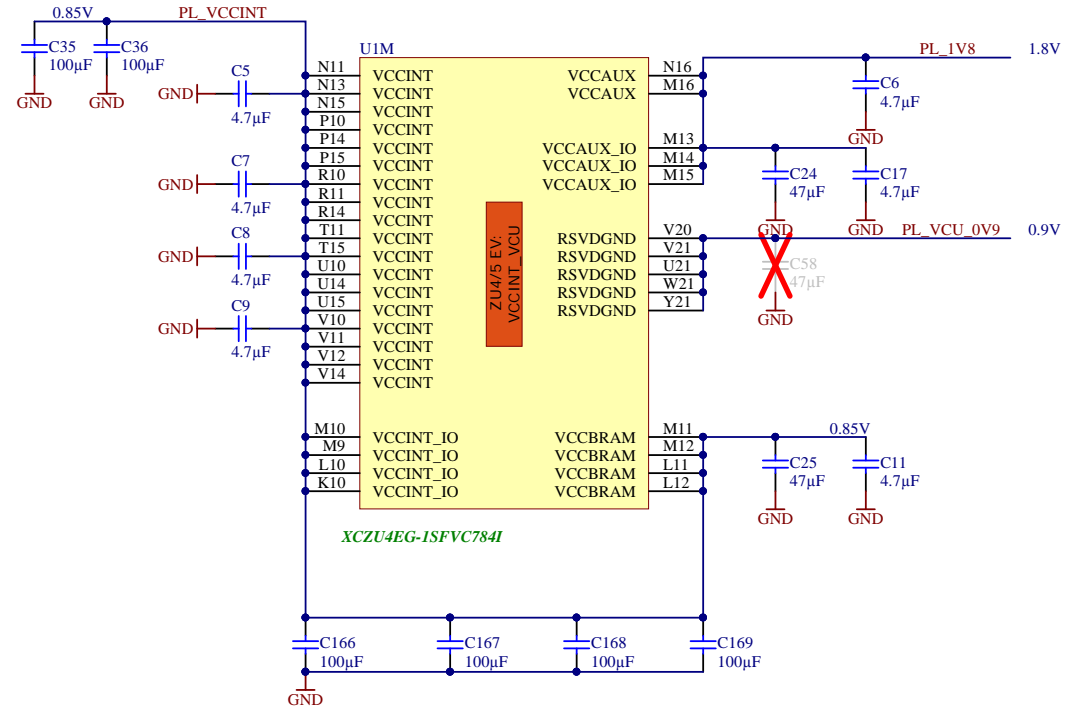 0.85V
PL_VCCINT
C35
100µF
C36
100µF
GND
GND
U1M
PL_1V8
1.8V
C5
GND
4.7µF
C7
GND
4.7µF
C8
GND
4.7µF
C9
GND
4.7µF
N11 VCCINT
N13 VCCINT
N15 VCCINT
P10 VCCINT
P14 VCCINT
P15 VCCINT
R10 VCCINT
R11 VCCINT
R14 VCCINT
T11 VCCINT
T15 VCCINT
U10 VCCINT
U14 VCCINT
U15 VCCINT
V10 VCCINT
V11 VCCINT
V12 VCCINT
V14 VCCINT
M10 VCCINT_IO
M9 VCCINT_IO
L10 VCCINT_IO
K10 VCCINT_IO
ZU4/5 EV:
VCCINT_VCU
VCCAUX N16
VCCAUX M16
VCCAUX_IO M13
VCCAUX_IO M14
VCCAUX_IO M15
RSVDGND V20
RSVDGND V21
RSVDGND U21
RSVDGND W21
RSVDGND Y21
VCCBRAM M11
VCCBRAM M12
VCCBRAM L11
VCCBRAM L12
C6
4.7µF
GND
C24
47µF
GND
C17
4.7µF
GND
PL_VCU_0V9
0.9V
C58
47µF
GND
0.85V
C25
47µF
GND
C11
4.7µF
GND
XCZU4EG-1SFVC784I
C166
100µF
C167
100µF
C168
100µF
C169
100µF
GND